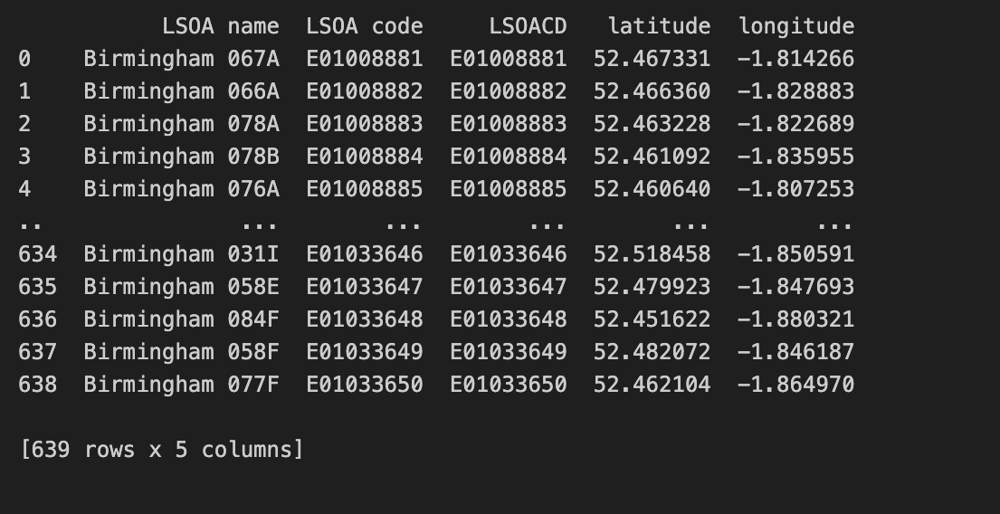 LSOA name LSOA code LSOACD latitude longitude
0 Birmingham 067A E01008881 E01008881 52.467331 -1.814266
1 Birmingham 066A E01008882 E01008882 52.466360 -1.828883
2 Birmingham 078A E01008883 E01008883 52.463228 -1.822689
3 Birmingham 078B E01008884 E01008884 52.461092 -1.835955
4 Birmingham 076A E01008885 E01008885 52.460640 -1.807253
.. ... ... ... ... ...
634 Birmingham 031I E01033646 E01033646 52.518458 -1.850591
635 Birmingham 058E E01033647 E01033647 52.479923 -1.847693
636 Birmingham 084F E01033648 E01033648 52.451622 -1.880321
637 Birmingham 058F E01033649 E01033649 52.482072 -1.846187
638 Birmingham 077F E01033650 E01033650 52.462104 -1.864970
[639 rows x 5 columns]